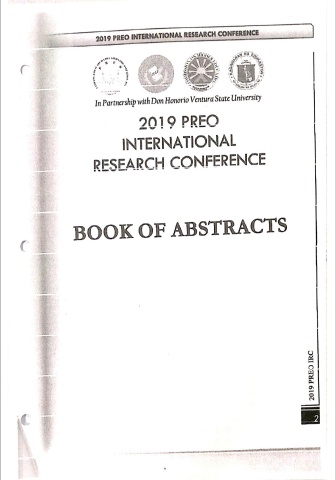 2019 PREO INTERNATIONAL RESEARCH CONFERENCE
In Partnership with Don Honorio Ventura State University
2019 PREO
INTERNATIONAL
RESEARCH CONFERENCE
BOOK OF ABSTRACTS
2019 PREO IRC
2